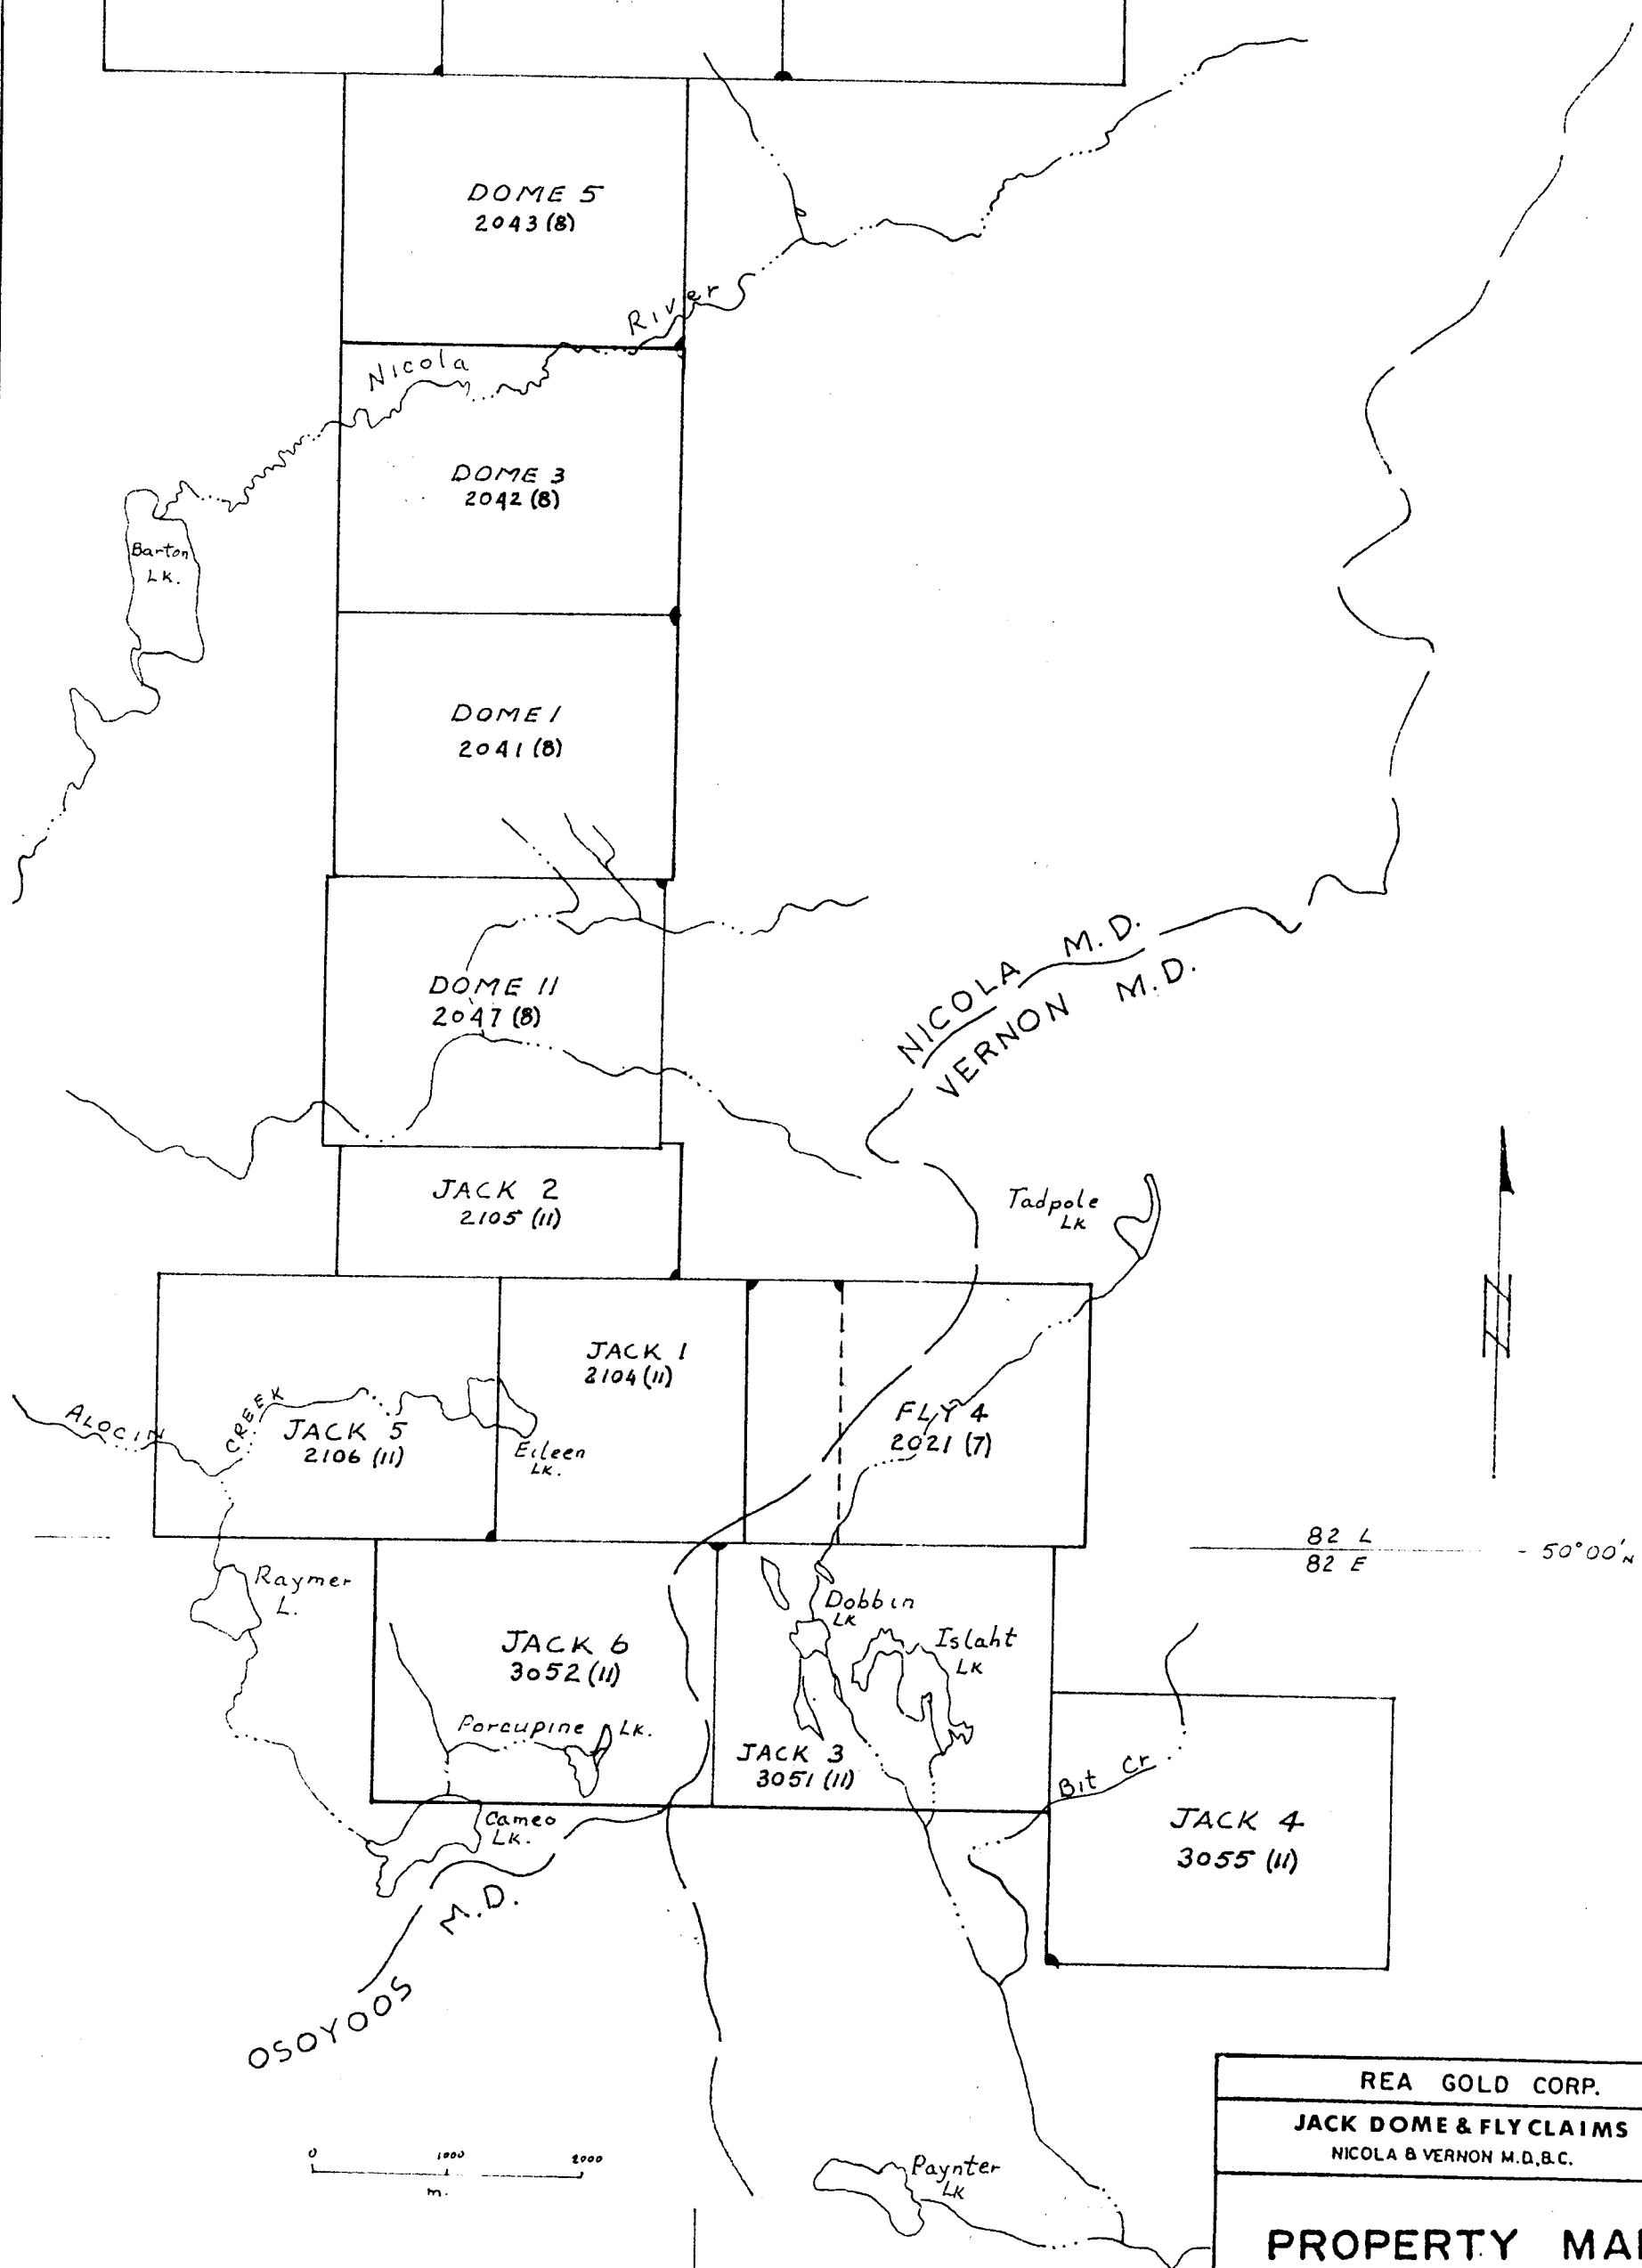 DOME 5
2043 (8)
Nicola River
DOME 3
2042 (8)
Barton
LK.
DOME 1
2041 (8)
NICOLA M.D.
VERNON M.D.
DOME 11
2047 (8)
JACK 2
2105 (11)
Tadpole
LK
JACK 1
2104 (11)
ALOCIN CREEK
JACK 5
2106 (11)
Eileen
LK.
FLY 4
2021 (7)
N
82 L
82 E
- 50°00'N
Raymer
L.
Dobbin
LK
Islaht
LK
JACK 6
3052 (11)
Porcupine LK.
JACK 3
3051 (11)
Bit Cr
Cameo
LK.
JACK 4
3055 (11)
OSOYOOS M.D.
0 1000 2000
m.
Paynter
LK
REA GOLD CORP.
JACK DOME & FLY CLAIMS
NICOLA & VERNON M.D., B.C.
PROPERTY MA